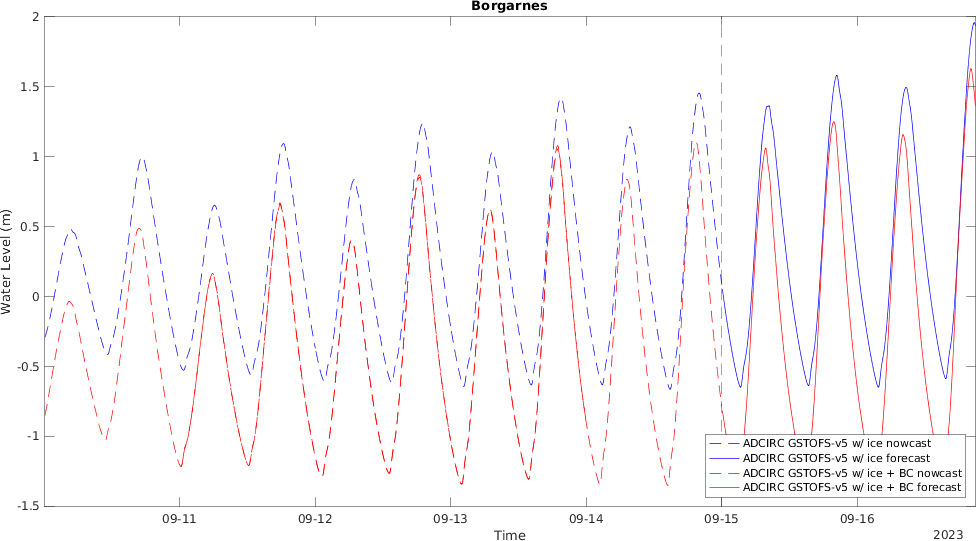 Borgarnes
Water Level (m)
2
1.5
1
0.5
0
-0.5
-1
-1.5
ADCIRC GSTOFS-v5 w/ ice nowcast
ADCIRC GSTOFS-v5 w/ ice forecast
ADCIRC GSTOFS-v5 w/ ice + BC nowcast
ADCIRC GSTOFS-v5 w/ ice + BC forecast
09-11 09-12 09-13 09-14 09-15 09-16
Time
2023